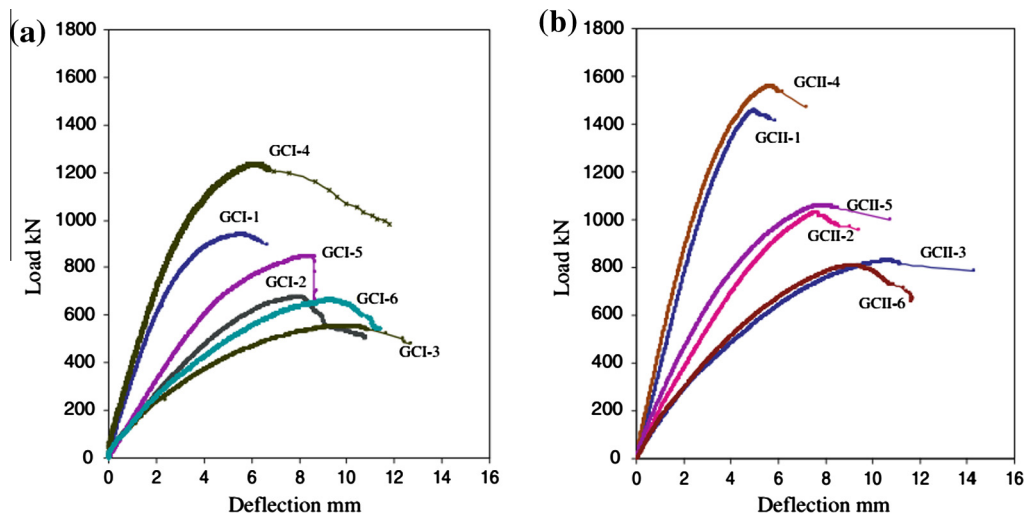 (a)
1800
1600
1400
1200
1000
800
600
400
200
0
Load kN
0 2 4 6 8 10 12 14 16
Deflection mm
GCI-4
GCI-1
GCI-5
GCI-2
GCI-6
GCI-3
(b)
1800
1600
1400
1200
1000
800
600
400
200
0
Load kN
0 2 4 6 8 10 12 14 16
Deflection mm
GCII-4
GCII-1
GCII-5
GCII-2
GCII-3
GCII-6